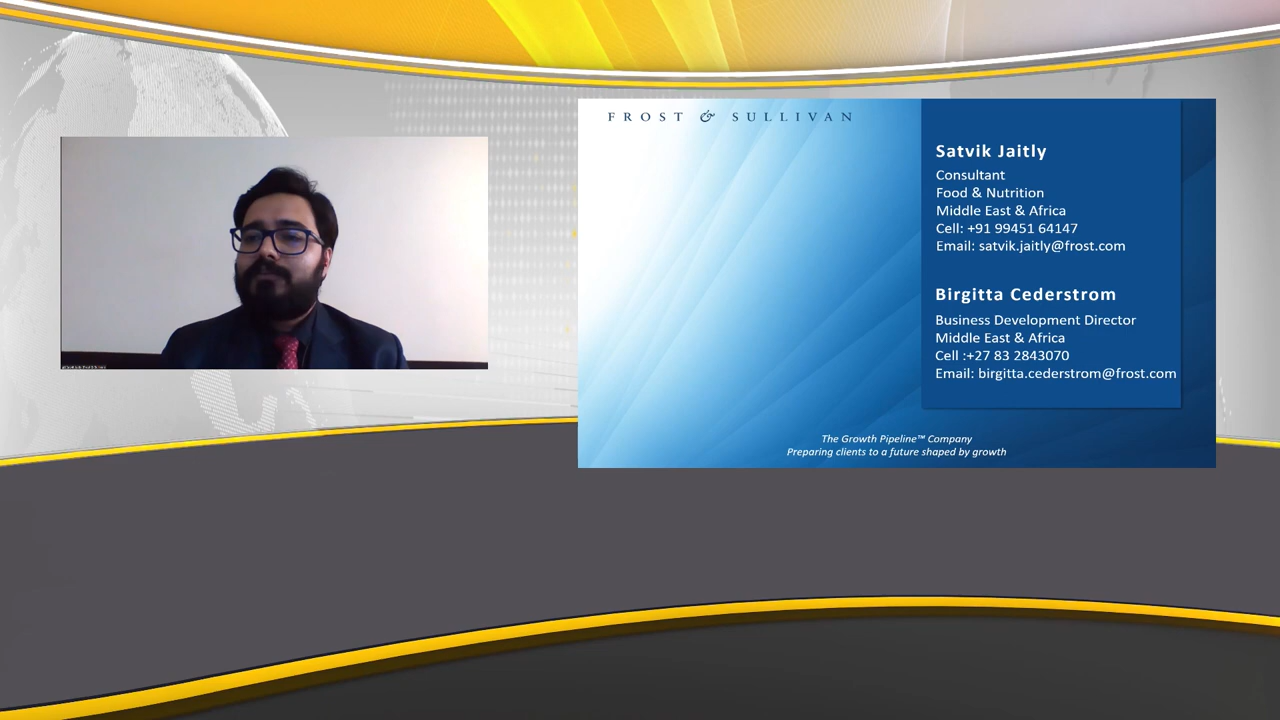 FROST & SULLIVAN
Satvik Jaitly
Consultant
Food & Nutrition
Middle East & Africa
Cell: +91 99451 64147
Email: satvik.jaitly@frost.com
Birgitta Cederstrom
Business Development Director
Middle East & Africa
Cell :+27 83 2843070
Email: birgitta.cederstrom@frost.com
The Growth Pipeline™ Company
Preparing clients to a future shaped by growth